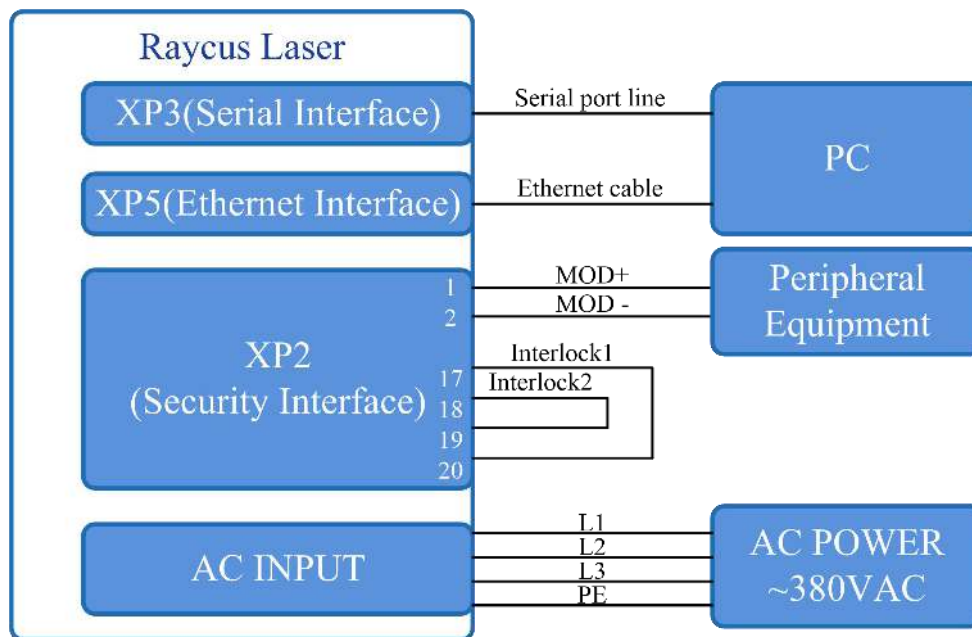 Raycus Laser
XP3(Serial Interface)
Serial port line
PC
XP5(Ethernet Interface)
Ethernet cable
XP2
(Security Interface)
1
2
17
18
19
20
MOD+
MOD -
Peripheral
Equipment
Interlock1
Interlock2
AC INPUT
L1
L2
L3
PE
AC POWER
~380VAC